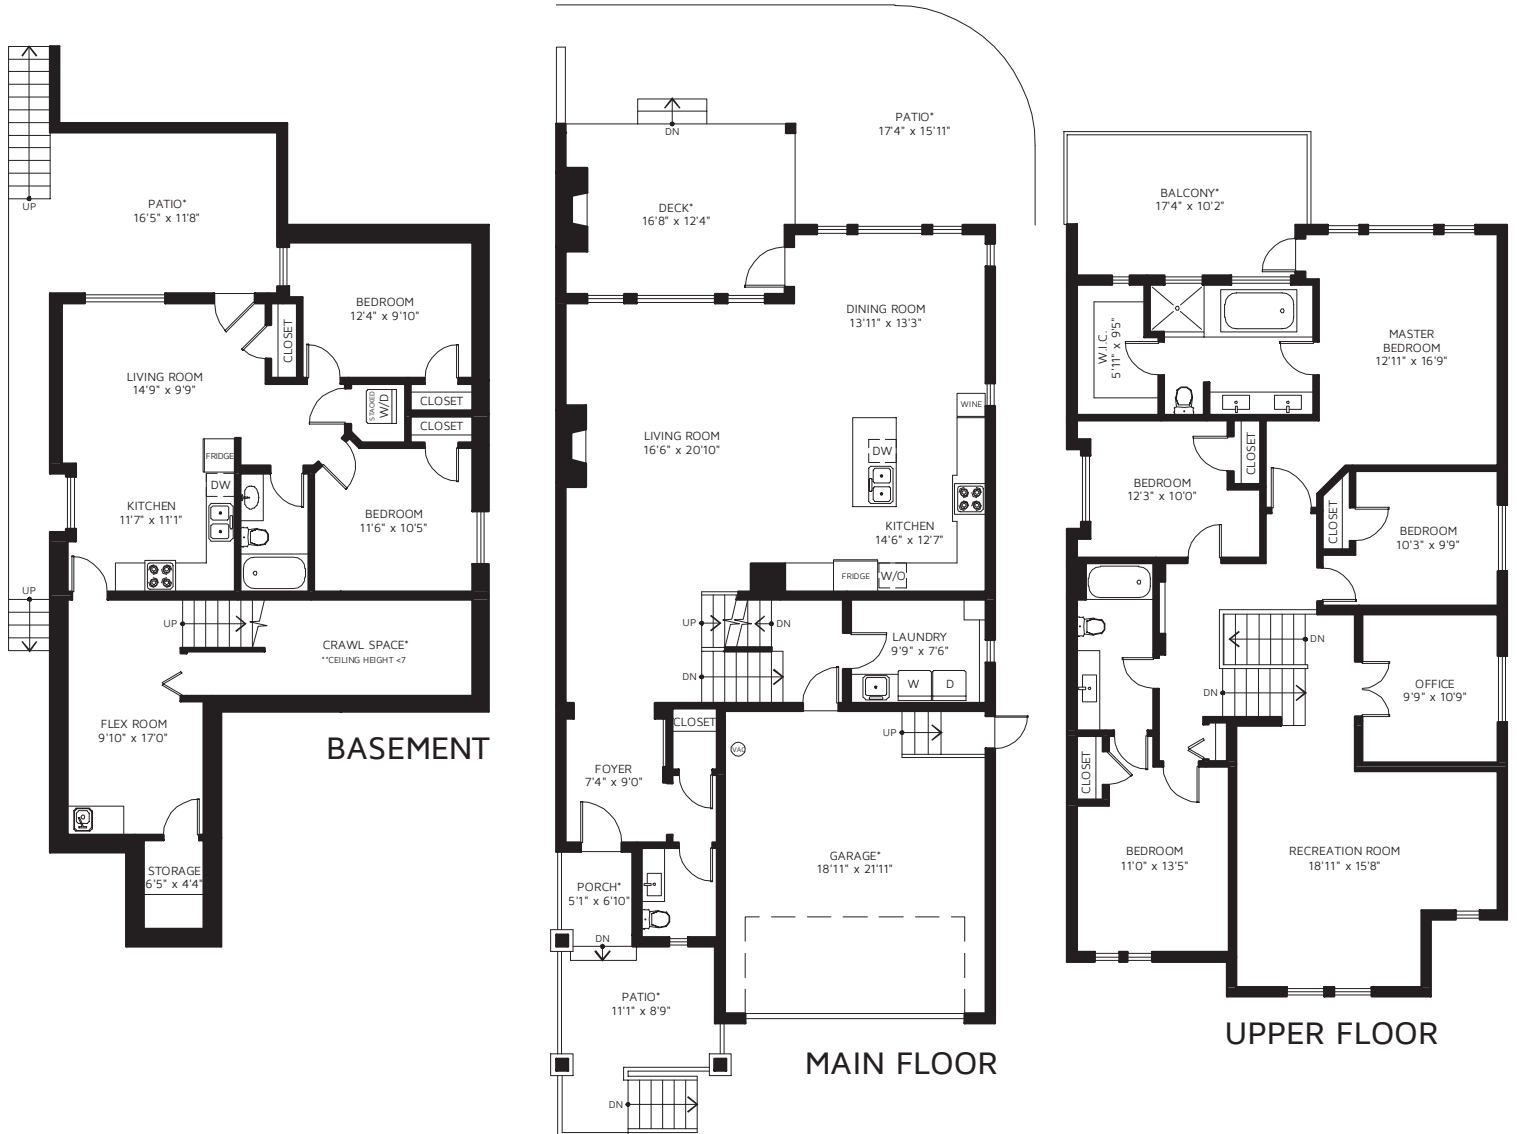 UP
PATIO*
16'5" x 11'8"
BEDROOM
12'4" x 9'10"
CLOSET
LIVING ROOM
14'9" x 9'9"
STACKED
W/D
CLOSET
CLOSET
FRIDGE
DW
KITCHEN
11'7" x 11'1"
BEDROOM
11'6" x 10'5"
UP
UP
CRAWL SPACE*
**CEILING HEIGHT <7
FLEX ROOM
9'10" x 17'0"
STORAGE
6'5" x 4'4"
BASEMENT
PATIO*
17'4" x 15'11"
DN
DECK*
16'8" x 12'4"
DINING ROOM
13'11" x 13'3"
WINE
LIVING ROOM
16'6" x 20'10"
DW
KITCHEN
14'6" x 12'7"
FRIDGE
W/O
UP
DN
LAUNDRY
9'9" x 7'6"
DN
W
D
CLOSET
UP
VAC
FOYER
7'4" x 9'0"
GARAGE*
18'11" x 21'11"
PORCH*
5'1" x 6'10"
DN
PATIO*
11'1" x 8'9"
DN
MAIN FLOOR
BALCONY*
17'4" x 10'2"
W.I.C.
5'11" x 9'5"
MASTER
BEDROOM
12'11" x 16'9"
CLOSET
BEDROOM
12'3" x 10'0"
CLOSET
BEDROOM
10'3" x 9'9"
DN
OFFICE
9'9" x 10'9"
DN
CLOSET
BEDROOM
11'0" x 13'5"
RECREATION ROOM
18'11" x 15'8"
UPPER FLOOR